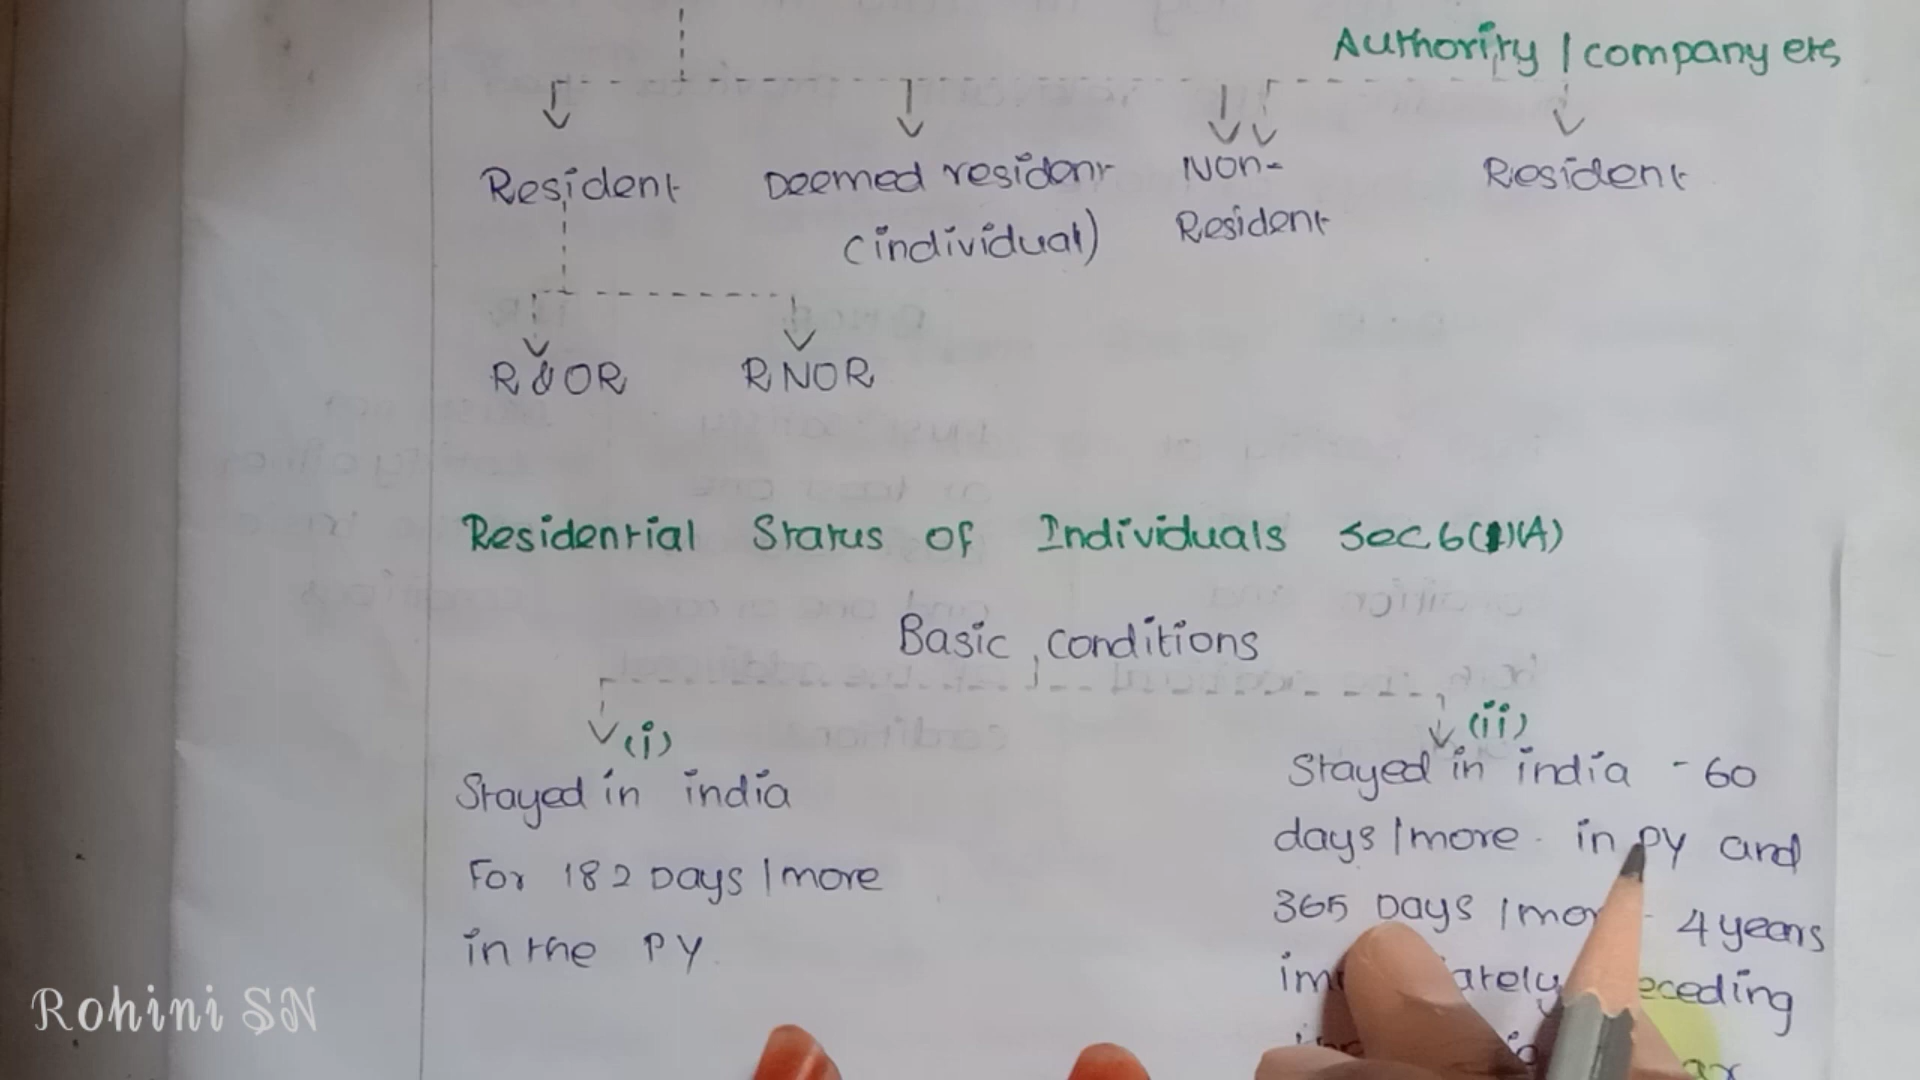 Authority / company etc
Resident
Deemed resident
(individual)
Non-
Resident
Resident
R & OR
RNOR
Residential Status of Individuals Sec 6(1)(A)
Basic conditions
(i)
Stayed in india
For 182 Days / more
in the PY
(ii)
Stayed in india - 60
days / more in PY and
365 Days / 4 years
Rohini SN